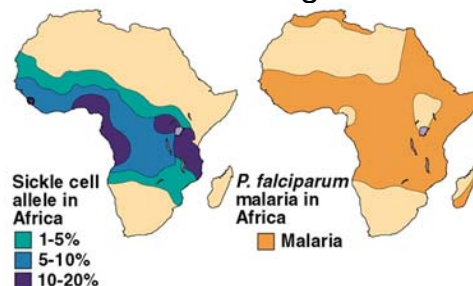 Sickle cell
allele in
Africa
1-5%
5-10%
10-20%
P. falciparum
malaria in
Africa
Malaria